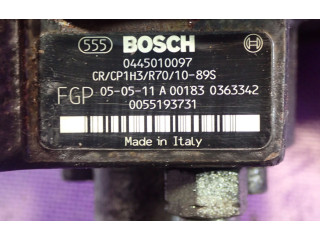 555 BOSCH
0445010097
CR/CP1H3/R70/10-89S
FGP 05-05-11 A 00183 0363342
0055193731
Made in Italy